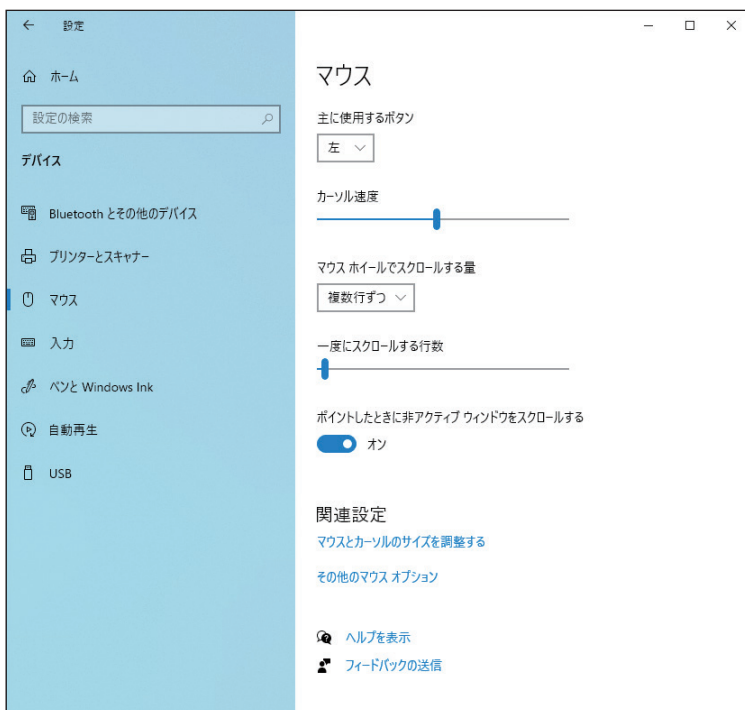 設定
ホーム
設定の検索
デバイス
Bluetooth とその他のデバイス
プリンターとスキャナー
マウス
入力
ペンと Windows Ink
自動再生
USB
マウス
主に使用するボタン
左
カーソル速度
マウス ホイールでスクロールする量
複数行ずつ
一度にスクロールする行数
ポイントしたときに非アクティブ ウィンドウをスクロールする
オン
関連設定
マウスとカーソルのサイズを調整する
その他のマウス オプション
ヘルプを表示
フィードバックの送信